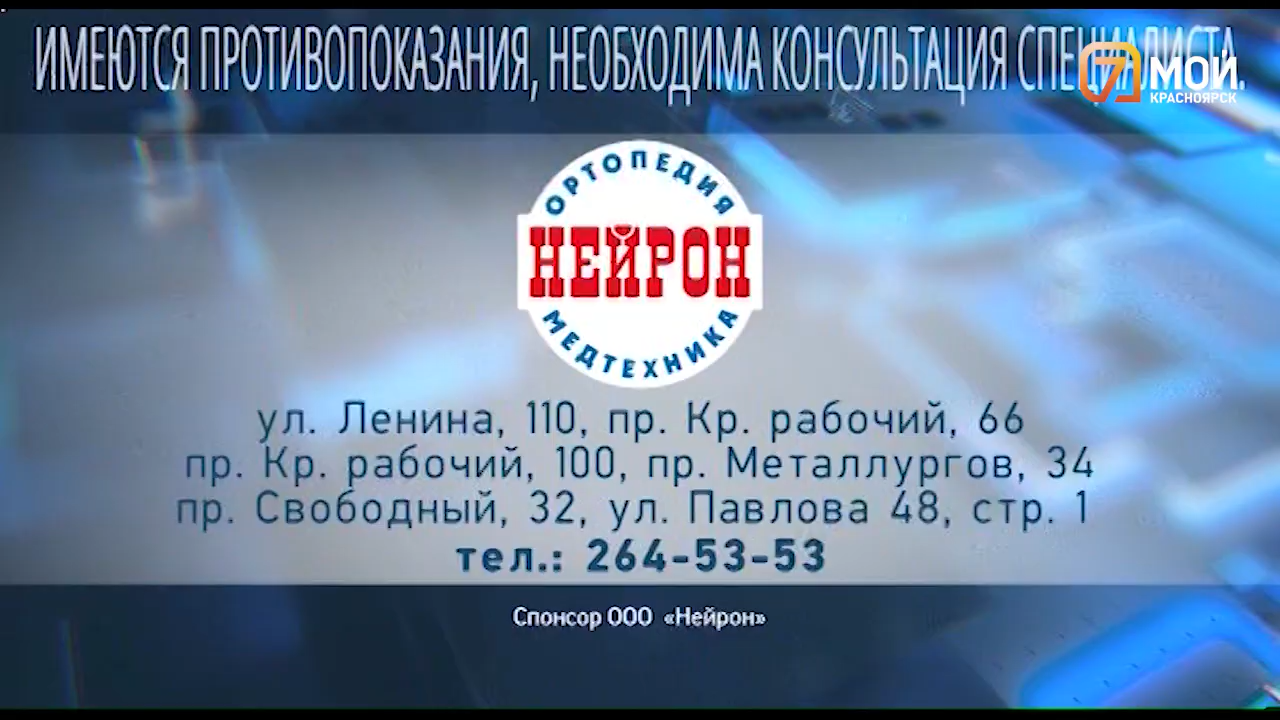 ИМЕЮТСЯ ПРОТИВОПОКАЗАНИЯ, НЕОБХОДИМА КОНСУЛЬТАЦИЯ СПЕЦИАЛИСТА.
7 МОЙ
КРАСНОЯРСК
ОРТОПЕДИЯ
НЕЙРОН
МЕДТЕХНИКА
ул. Ленина, 110, пр. Кр. рабочий, 66
пр. Кр. рабочий, 100, пр. Металлургов, 34
пр. Свободный, 32, ул. Павлова 48, стр. 1
тел.: 264-53-53
Спонсор ООО «Нейрон»